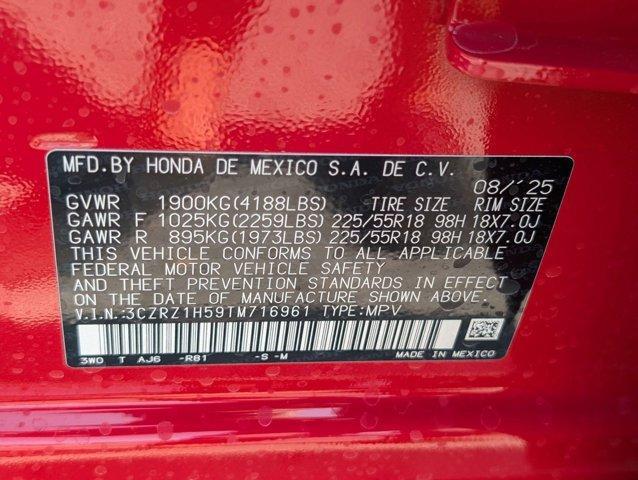 MFD.BY HONDA DE MEXICO S.A. DE C.V.
08/'25
GVWR 1900KG(4188LBS) TIRE SIZE RIM SIZE
GAWR F 1025KG(2259LBS) 225/55R18 98H 18X7.0J
GAWR R 895KG(1973LBS) 225/55R18 98H 18X7.0J
THIS VEHICLE CONFORMS TO ALL APPLICABLE
FEDERAL MOTOR VEHICLE SAFETY
AND THEFT PREVENTION STANDARDS IN EFFECT
ON THE DATE OF MANUFACTURE SHOWN ABOVE.
V.I.N.:3CZRZ1H59TM716961 TYPE:MPV
3W0 T AJ6 -R81 -S -M MADE IN MEXICO